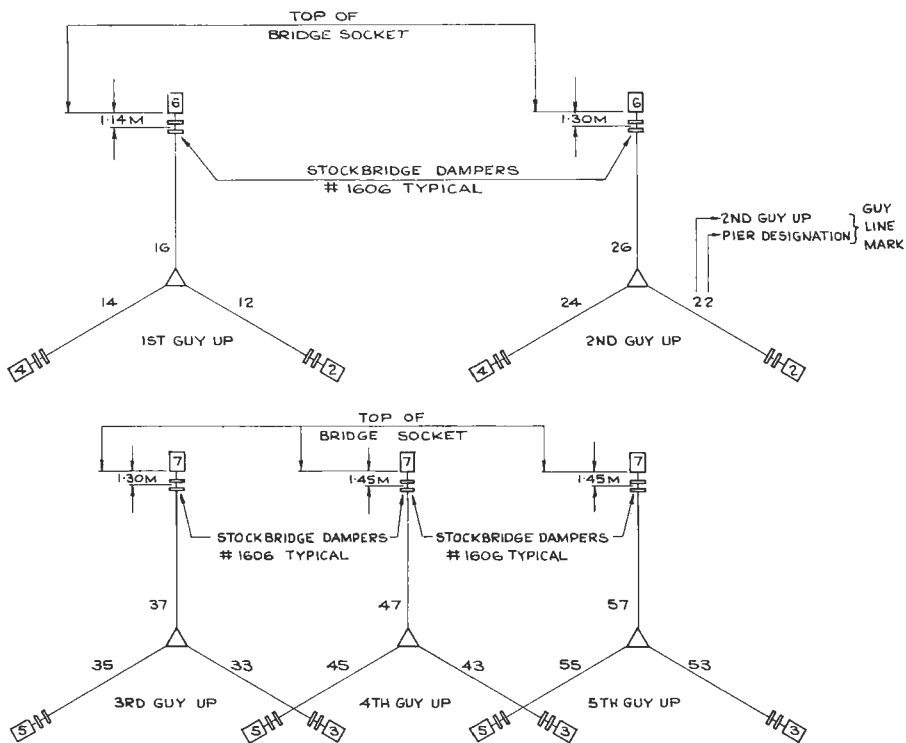 TOP OF
BRIDGE SOCKET
6
6
1·14M
1·30M
STOCKBRIDGE DAMPERS
# 1606 TYPICAL
2ND GUY UP
PIER DESIGNATION
GUY
LINE
MARK
16
26
14
12
24
22
1ST GUY UP
2ND GUY UP
4
2
4
2
TOP OF
BRIDGE SOCKET
7
7
7
1·30M
1·45M
1·45M
STOCKBRIDGE DAMPERS
# 1606 TYPICAL
STOCKBRIDGE DAMPERS
# 1606 TYPICAL
37
47
57
35
33
45
43
55
53
3RD GUY UP
4TH GUY UP
5TH GUY UP
5
3
5
3
5
3